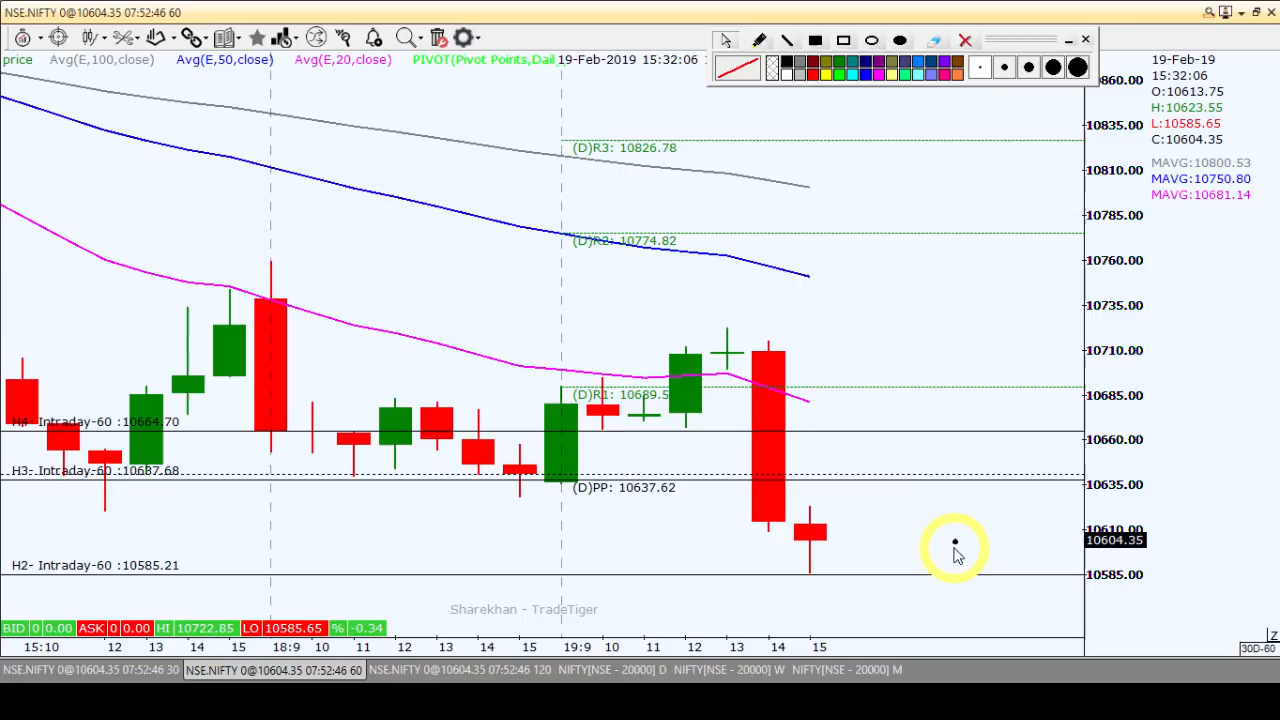 NSE.NIFTY 0@10604.35 07:52:46 60
price Avg(E,100,close) Avg(E,50,close) Avg(E,20,close) PIVOT(Pivot Points,Dail 19-Feb-2019 15:32:06
19-Feb-19
15:32:06
O:10613.75
H:10623.55
L:10585.65
C:10604.35
MAVG:10800.53
MAVG:10750.80
MAVG:10681.14
10860.00
10835.00
10810.00
10785.00
10760.00
10735.00
10710.00
10685.00
10660.00
10635.00
10610.00
10604.35
10585.00
(D)R3: 10826.78
(D)R2: 10774.82
(D)R1: 10689.5
H4- Intraday-60 :10664.70
H3- Intraday-60 :10637.68
(D)PP: 10637.62
H2- Intraday-60 :10585.21
Sharekhan - TradeTiger
BID 0 0.00 ASK 0 0.00 HI 10722.85 LO 10585.65 % -0.34
15:10 12 13 14 15 18:9 10 11 12 13 14 15 19:9 10 11 12 13 14 15
Z
30D-60
NSE.NIFTY 0@10604.35 07:52:46 30 NSE.NIFTY 0@10604.35 07:52:46 60 NSE.NIFTY 0@10604.35 07:52:46 120 NIFTY[NSE - 20000] D NIFTY[NSE - 20000] W NIFTY[NSE - 20000] M